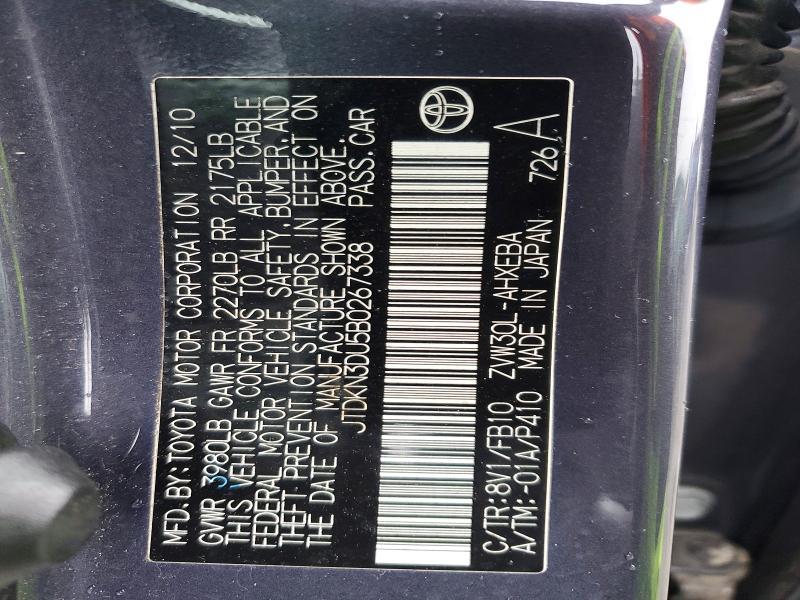 MFD.BY:TOYOTA MOTOR CORPORATION 12/10
GVWR 3980LB GAWR FR 2270LB RR 2175LB
THIS VEHICLE CONFORMS TO ALL APPLICABLE
FEDERAL MOTOR VEHICLE SAFETY,BUMPER,AND
THEFT PREVENTION STANDARDS IN EFFECT ON
THE DATE OF MANUFACTURE SHOWN ABOVE.
JTDKN3DU5B0267338 PASS.CAR
C/TR:8V1/FB10 ZVW30L-AHXEBA
A/TM:-01A/P410 MADE IN JAPAN 726 A